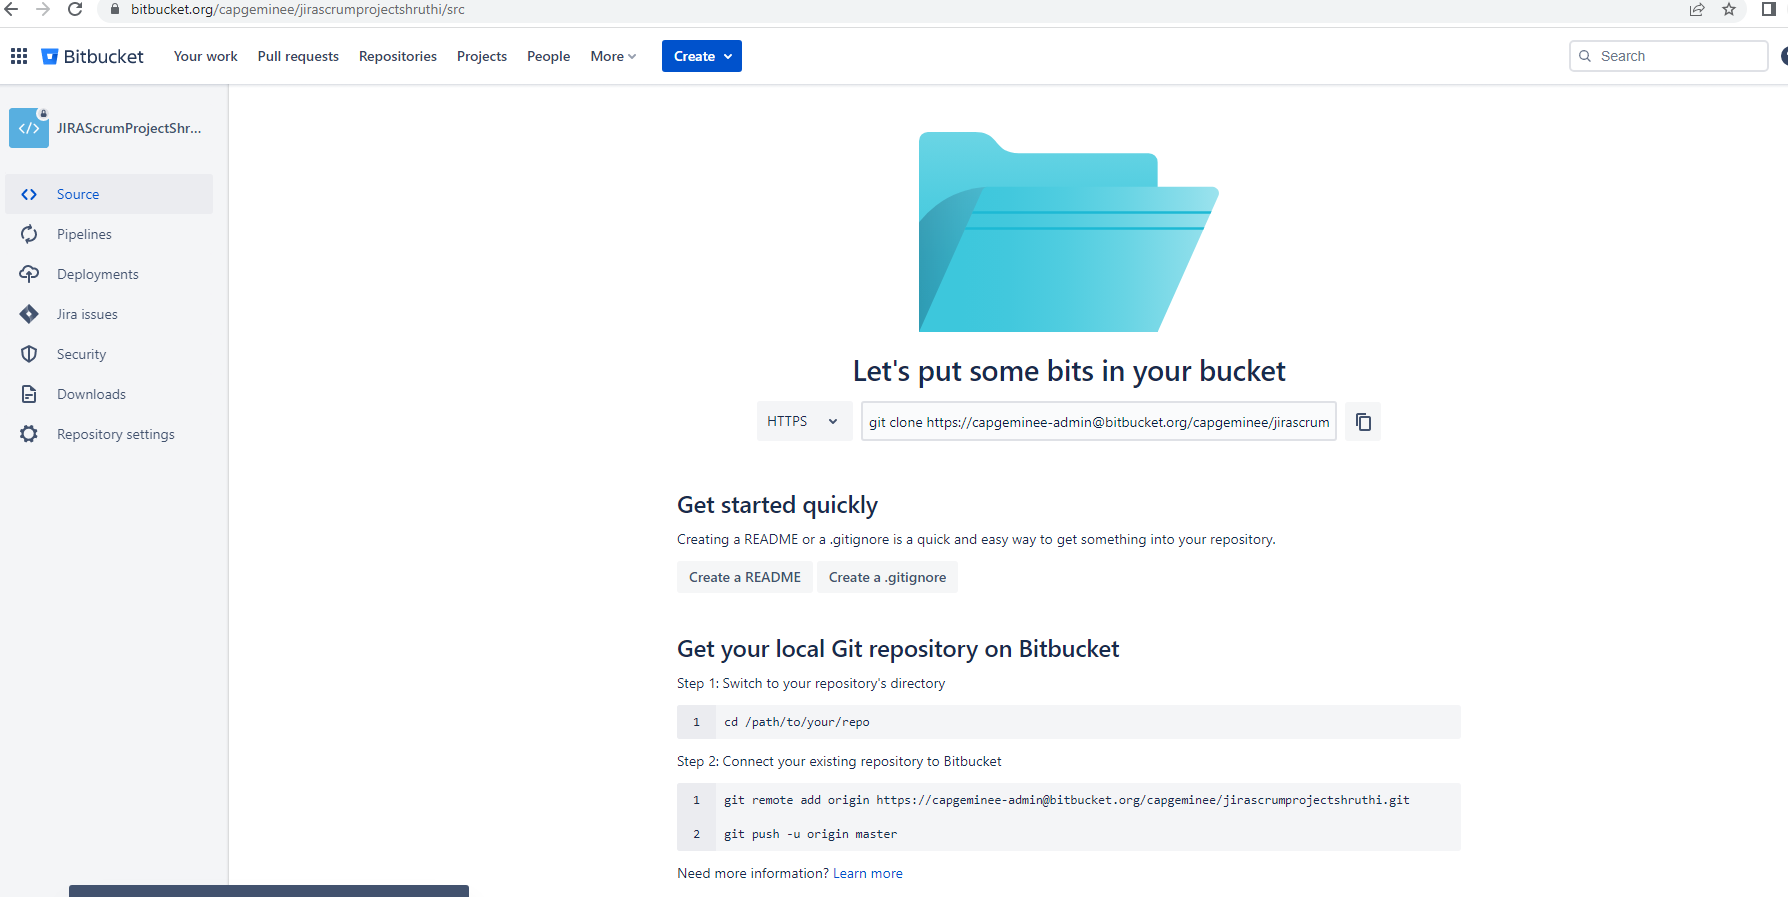 bitbucket.org/capgeminee/jirascrumprojectshruthi/src
Bitbucket Your work Pull requests Repositories Projects People More Create Search
JIRAScrumProjectShr...
Source
Pipelines
Deployments
Jira issues
Security
Downloads
Repository settings
Let's put some bits in your bucket
HTTPS git clone https://capgeminee-admin@bitbucket.org/capgeminee/jirascrum
Get started quickly
Creating a README or a .gitignore is a quick and easy way to get something into your repository.
Create a README Create a .gitignore
Get your local Git repository on Bitbucket
Step 1: Switch to your repository's directory
1 cd /path/to/your/repo
Step 2: Connect your existing repository to Bitbucket
1 git remote add origin https://capgeminee-admin@bitbucket.org/capgeminee/jirascrumprojectshruthi.git
2 git push -u origin master
Need more information? Learn more